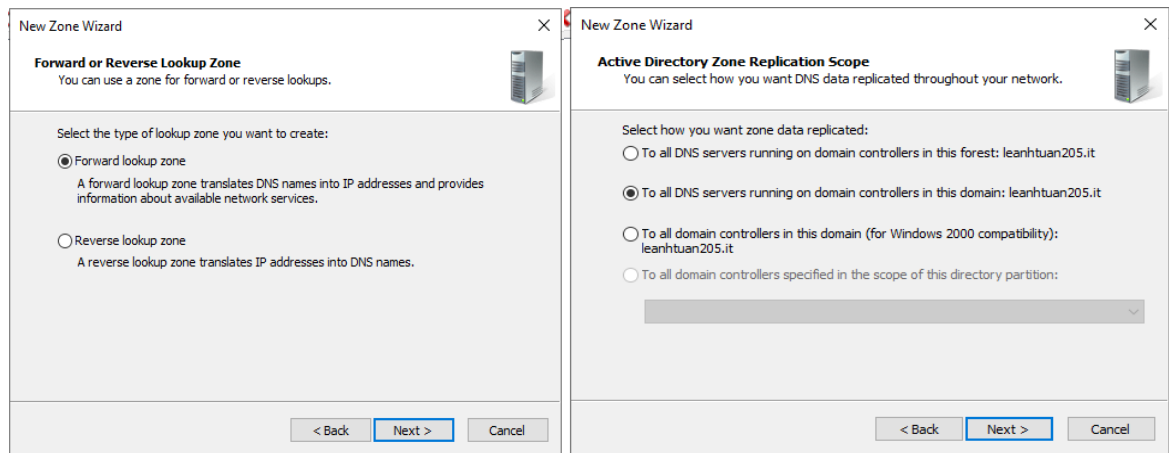 New Zone Wizard
Forward or Reverse Lookup Zone
You can use a zone for forward or reverse lookups.
Select the type of lookup zone you want to create:
Forward lookup zone
A forward lookup zone translates DNS names into IP addresses and provides
information about available network services.
Reverse lookup zone
A reverse lookup zone translates IP addresses into DNS names.
< Back
Next >
Cancel
New Zone Wizard
Active Directory Zone Replication Scope
You can select how you want DNS data replicated throughout your network.
Select how you want zone data replicated:
To all DNS servers running on domain controllers in this forest: leanhtuan205.it
To all DNS servers running on domain controllers in this domain: leanhtuan205.it
To all domain controllers in this domain (for Windows 2000 compatibility):
leanhtuan205.it
To all domain controllers specified in the scope of this directory partition:
< Back
Next >
Cancel